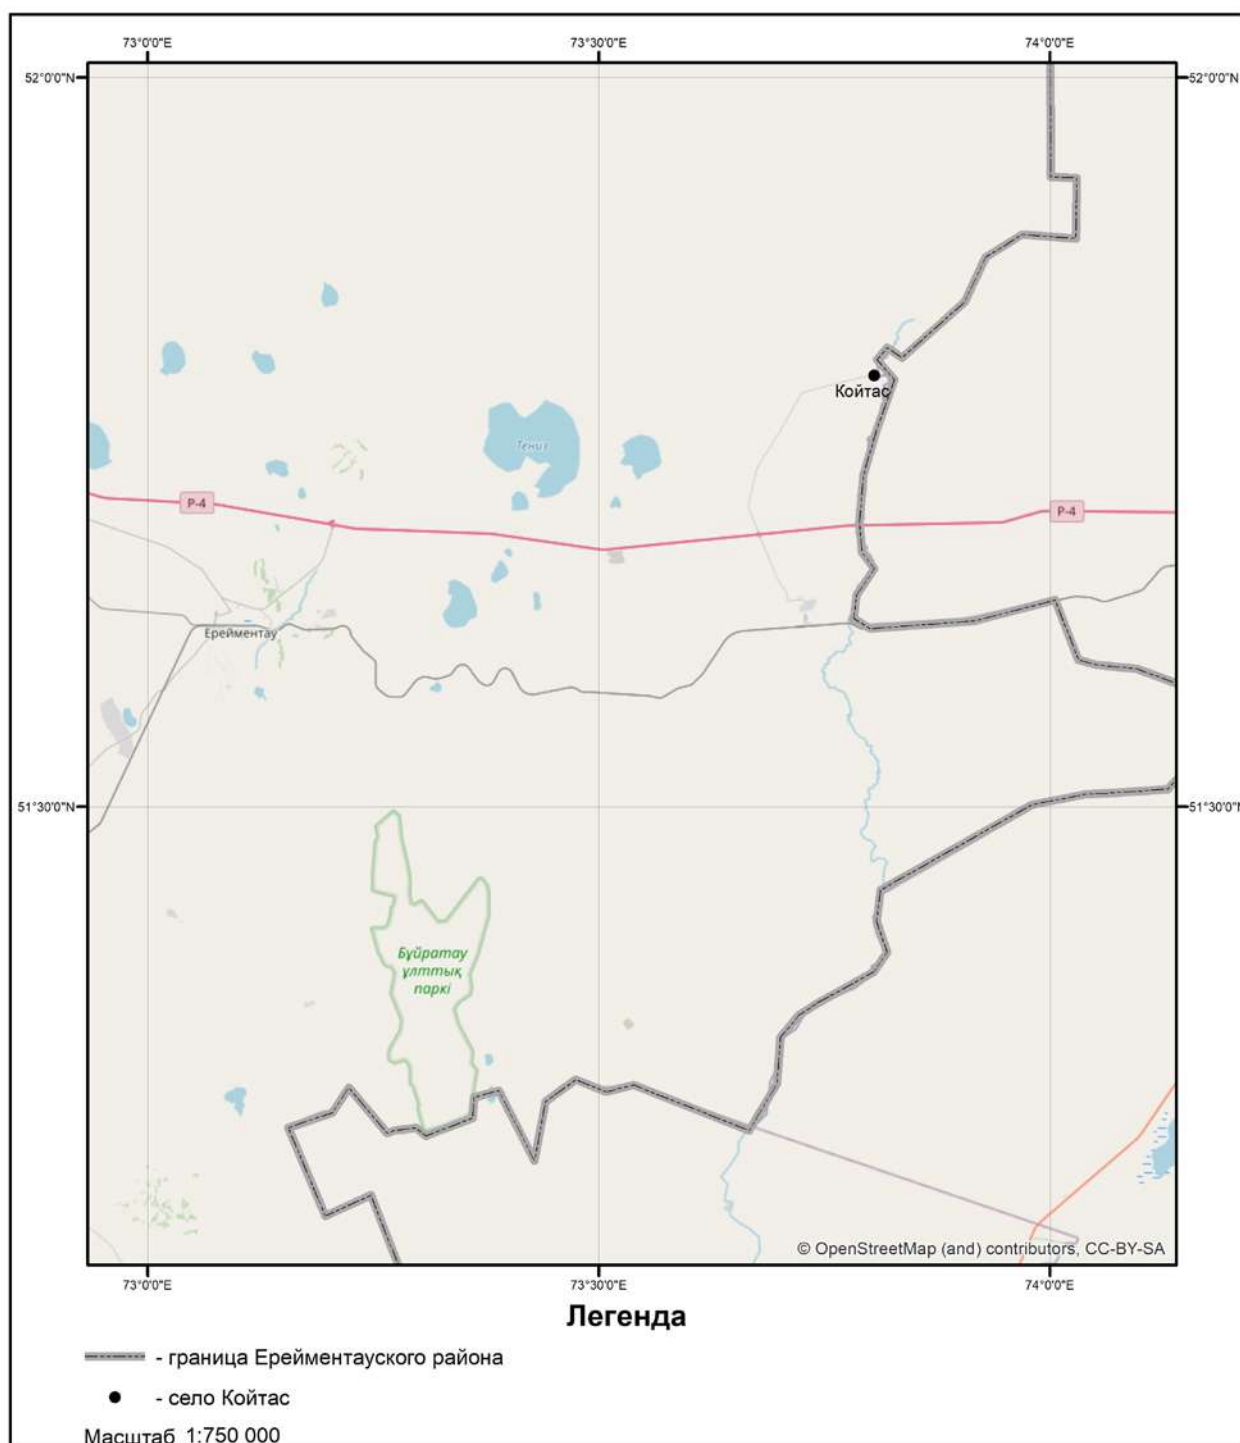 73°0'0"E
73°30'0"E
74°0'0"E
52°0'0"N
52°0'0"N
Койтас
Тениз
Р-4
Р-4
Ерейментау
51°30'0"N
51°30'0"N
Бұйратау
ұлттық
паркі
© OpenStreetMap (and) contributors, CC-BY-SA
73°0'0"E
73°30'0"E
74°0'0"E
Легенда
- граница Ерейментауского района
- село Койтас
Масштаб 1:750 000